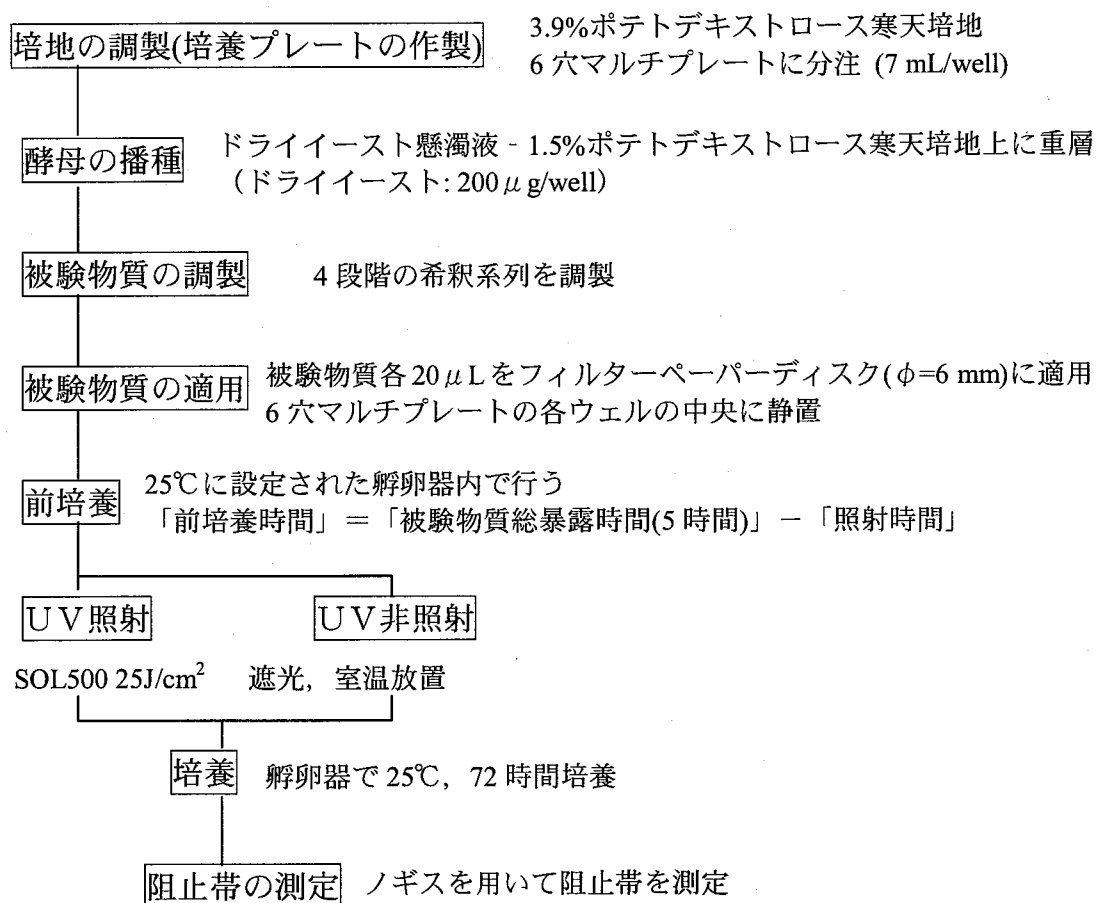 培地の調製(培養プレートの作製)
3.9%ポテトデキストロース寒天培地
6穴マルチプレートに分注 (7 mL/well)
酵母の播種
ドライイースト懸濁液 - 1.5%ポテトデキストロース寒天培地上に重層
（ドライイースト: 200μg/well）
被験物質の調製
4段階の希釈系列を調製
被験物質の適用
被験物質各20μLをフィルターペーパーディスク(φ=6 mm)に適用
6穴マルチプレートの各ウェルの中央に静置
前培養
25℃に設定された孵卵器内で行う
「前培養時間」＝「被験物質総暴露時間(5時間)」－「照射時間」
ＵＶ照射
ＵＶ非照射
SOL500 25J/cm²
遮光，室温放置
培養
孵卵器で25℃，72時間培養
阻止帯の測定
ノギスを用いて阻止帯を測定